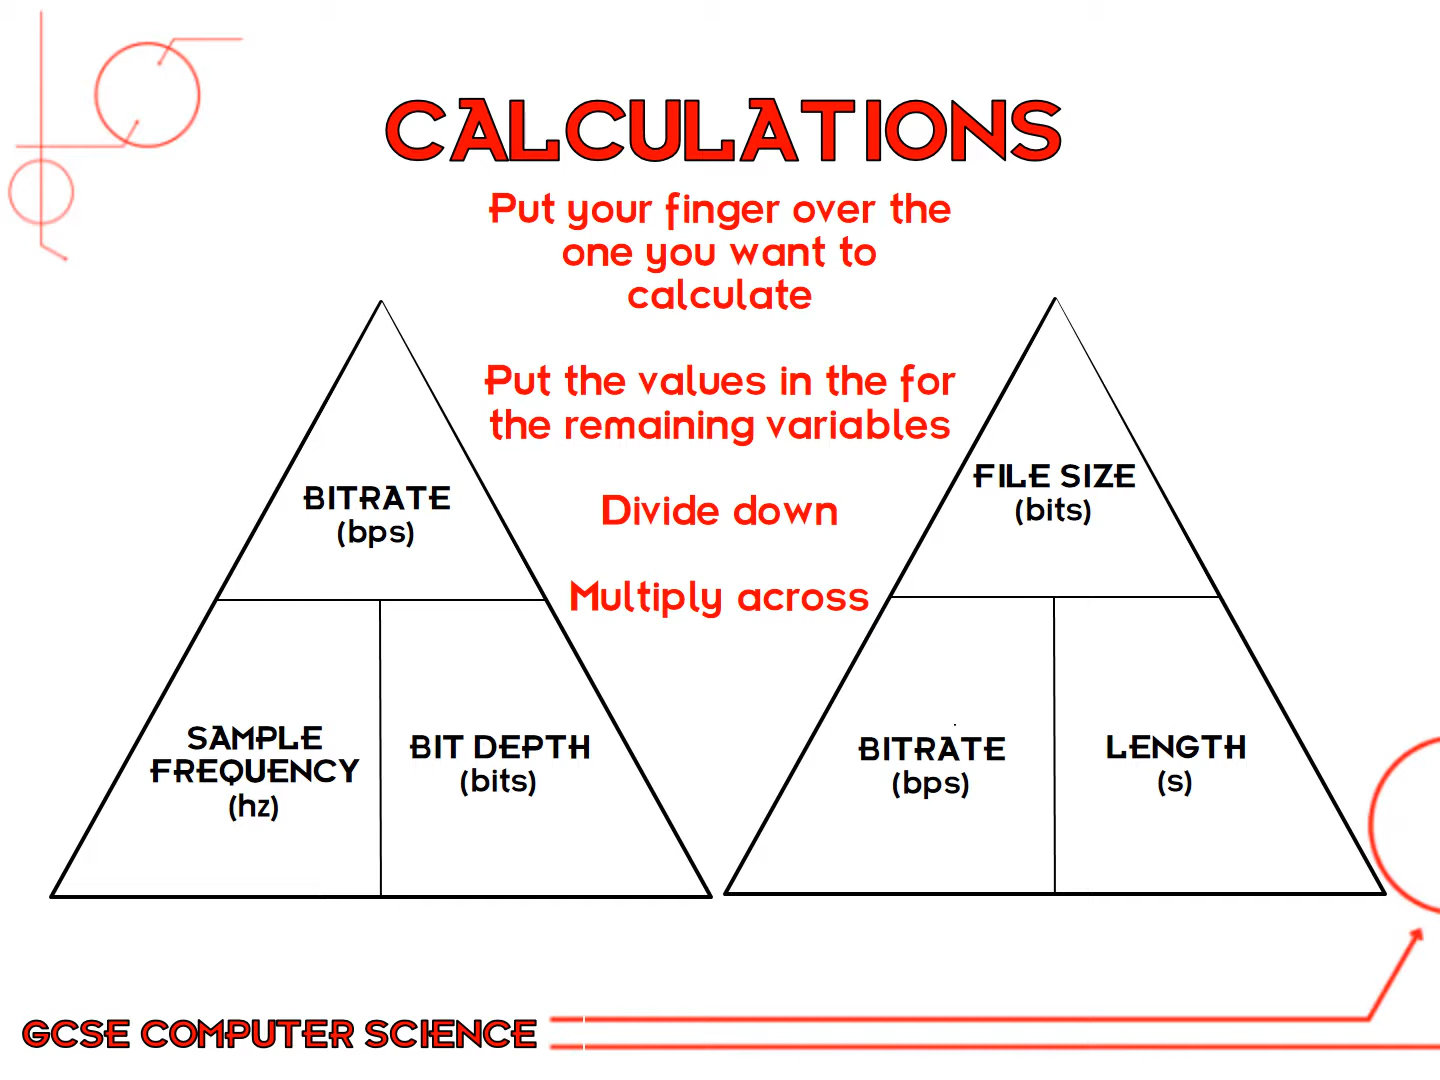 CALCULATIONS
Put your finger over the
one you want to
calculate
Put the values in the for
the remaining variables
Divide down
Multiply across
BITRATE
(bps)
SAMPLE
FREQUENCY
(hz)
BIT DEPTH
(bits)
FILE SIZE
(bits)
BITRATE
(bps)
LENGTH
(s)
GCSE COMPUTER SCIENCE